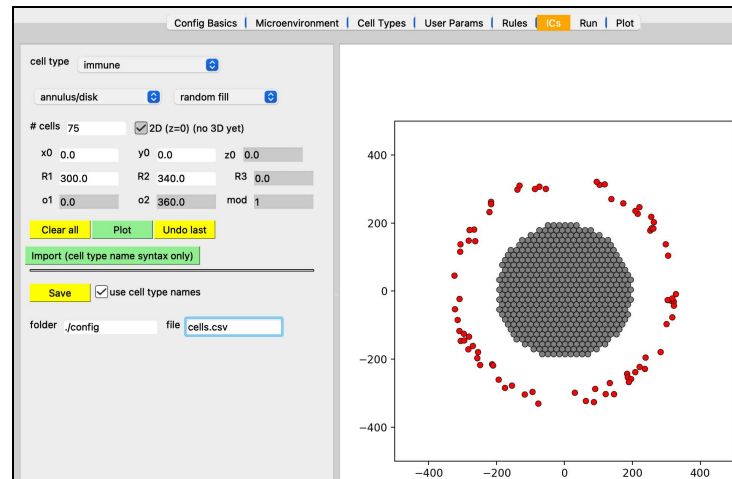 Config Basics | Microenvironment | Cell Types | User Params | Rules | ICs | Run | Plot
cell type immune
annulus/disk random fill
# cells 75 2D (z=0) (no 3D yet)
x0 0.0 y0 0.0 z0 0.0
R1 300.0 R2 340.0 R3 0.0
o1 0.0 o2 360.0 mod 1
Clear all Plot Undo last
Import (cell type name syntax only)
Save use cell type names
folder ./config file cells.csv
400
200
0
−200
−400
−400 −200 0 200 400